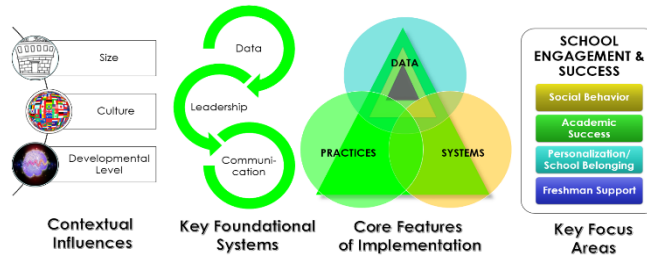 Size
Culture
Developmental
Level
Contextual
Influences
Data
Leadership
Communi-
cation
Key Foundational
Systems
DATA
PRACTICES
SYSTEMS
Core Features
of Implementation
SCHOOL
ENGAGEMENT &
SUCCESS
Social Behavior
Academic
Success
Personalization/
School Belonging
Freshman Support
Key Focus
Areas